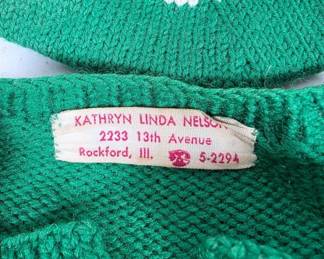 KATHRYN LINDA NELSON
2233 13th Avenue
Rockford, Ill. ☎ 5-2294